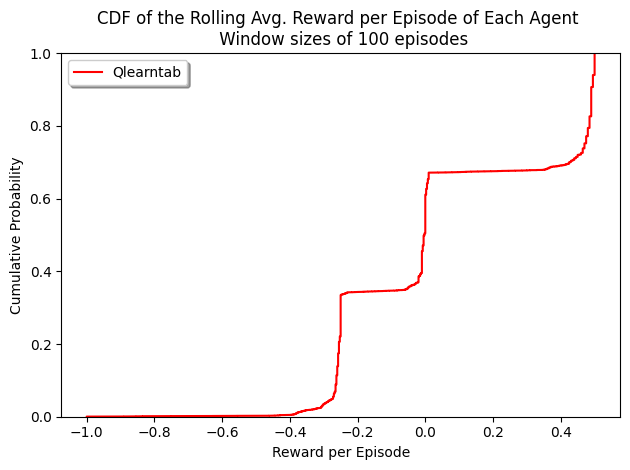 CDF of the Rolling Avg. Reward per Episode of Each Agent
Window sizes of 100 episodes
Qlearntab
1.0
0.8
0.6
0.4
0.2
0.0
Cumulative Probability
−1.0 −0.8 −0.6 −0.4 −0.2 0.0 0.2 0.4
Reward per Episode